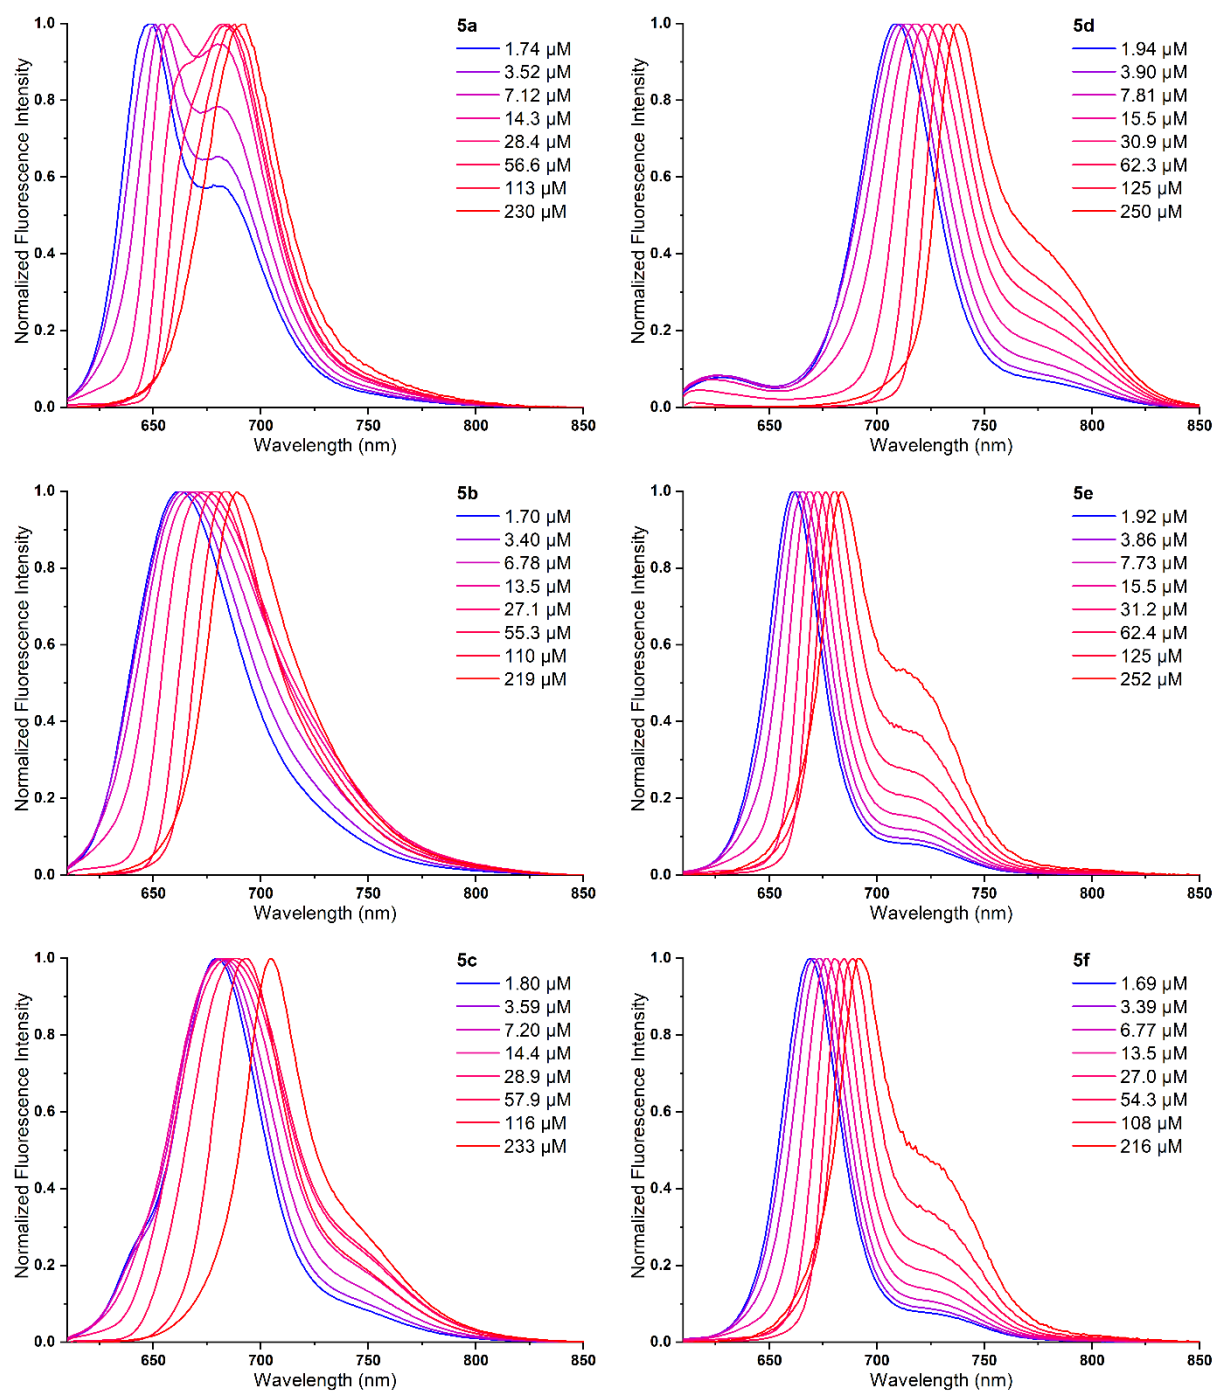 5a
1.74 µM
3.52 µM
7.12 µM
14.3 µM
28.4 µM
56.6 µM
113 µM
230 µM
Normalized Fluorescence Intensity
1.0
0.8
0.6
0.4
0.2
0.0
650 700 750 800 850
Wavelength (nm)
5d
1.94 µM
3.90 µM
7.81 µM
15.5 µM
30.9 µM
62.3 µM
125 µM
250 µM
Normalized Fluorescence Intensity
1.0
0.8
0.6
0.4
0.2
0.0
650 700 750 800 850
Wavelength (nm)
5b
1.70 µM
3.40 µM
6.78 µM
13.5 µM
27.1 µM
55.3 µM
110 µM
219 µM
Normalized Fluorescence Intensity
1.0
0.8
0.6
0.4
0.2
0.0
650 700 750 800 850
Wavelength (nm)
5e
1.92 µM
3.86 µM
7.73 µM
15.5 µM
31.2 µM
62.4 µM
125 µM
252 µM
Normalized Fluorescence Intensity
1.0
0.8
0.6
0.4
0.2
0.0
650 700 750 800 850
Wavelength (nm)
5c
1.80 µM
3.59 µM
7.20 µM
14.4 µM
28.9 µM
57.9 µM
116 µM
233 µM
Normalized Fluorescence Intensity
1.0
0.8
0.6
0.4
0.2
0.0
650 700 750 800 850
Wavelength (nm)
5f
1.69 µM
3.39 µM
6.77 µM
13.5 µM
27.0 µM
54.3 µM
108 µM
216 µM
Normalized Fluorescence Intensity
1.0
0.8
0.6
0.4
0.2
0.0
650 700 750 800 850
Wavelength (nm)